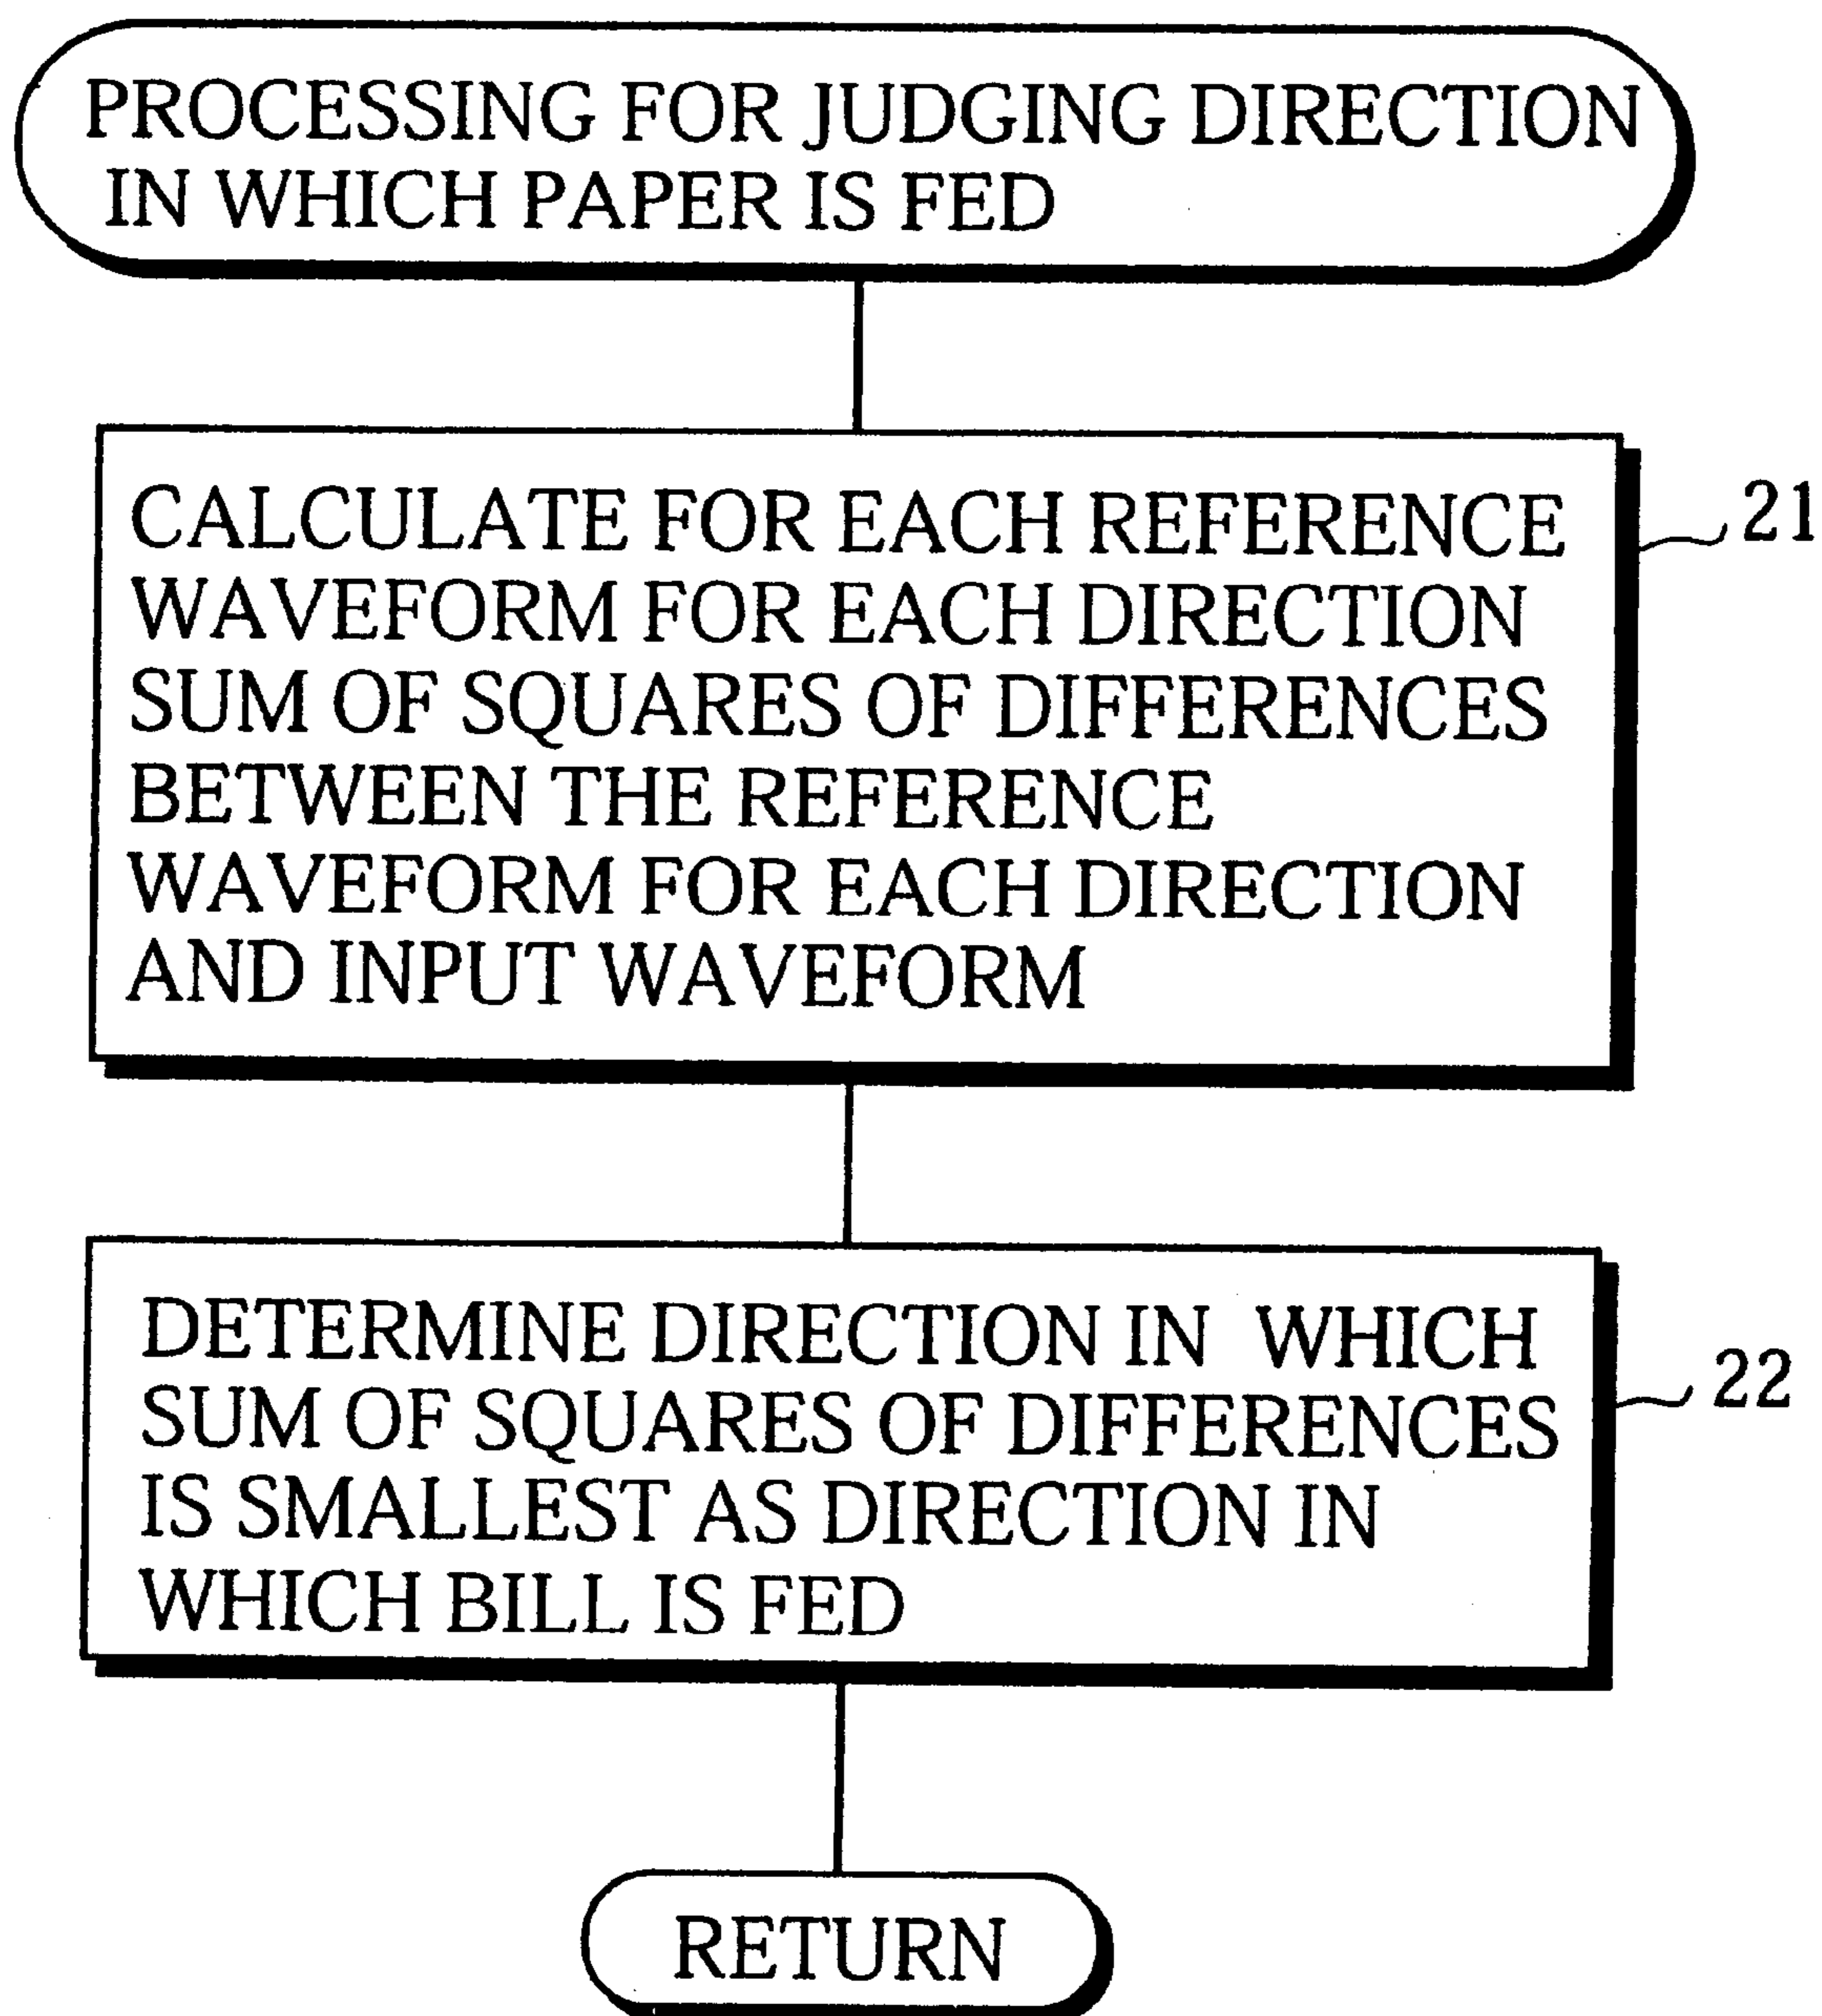 PROCESSING FOR JUDGING DIRECTION
IN WHICH PAPER IS FED
CALCULATE FOR EACH REFERENCE
WAVEFORM FOR EACH DIRECTION
SUM OF SQUARES OF DIFFERENCES
BETWEEN THE REFERENCE
WAVEFORM FOR EACH DIRECTION
AND INPUT WAVEFORM
21
DETERMINE DIRECTION IN WHICH
SUM OF SQUARES OF DIFFERENCES
IS SMALLEST AS DIRECTION IN
WHICH BILL IS FED
22
RETURN